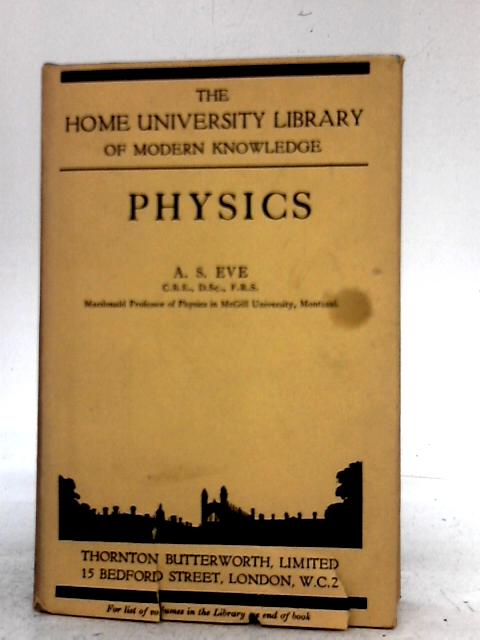 THE
HOME UNIVERSITY LIBRARY
OF MODERN KNOWLEDGE
PHYSICS
A. S. EVE
C.B.E., D.Sc., F.R.S.
Macdonald Professor of Physics in McGill University, Montreal.
THORNTON BUTTERWORTH, LIMITED
15 BEDFORD STREET, LONDON, W.C.2
For list of volumes in the Library see end of book